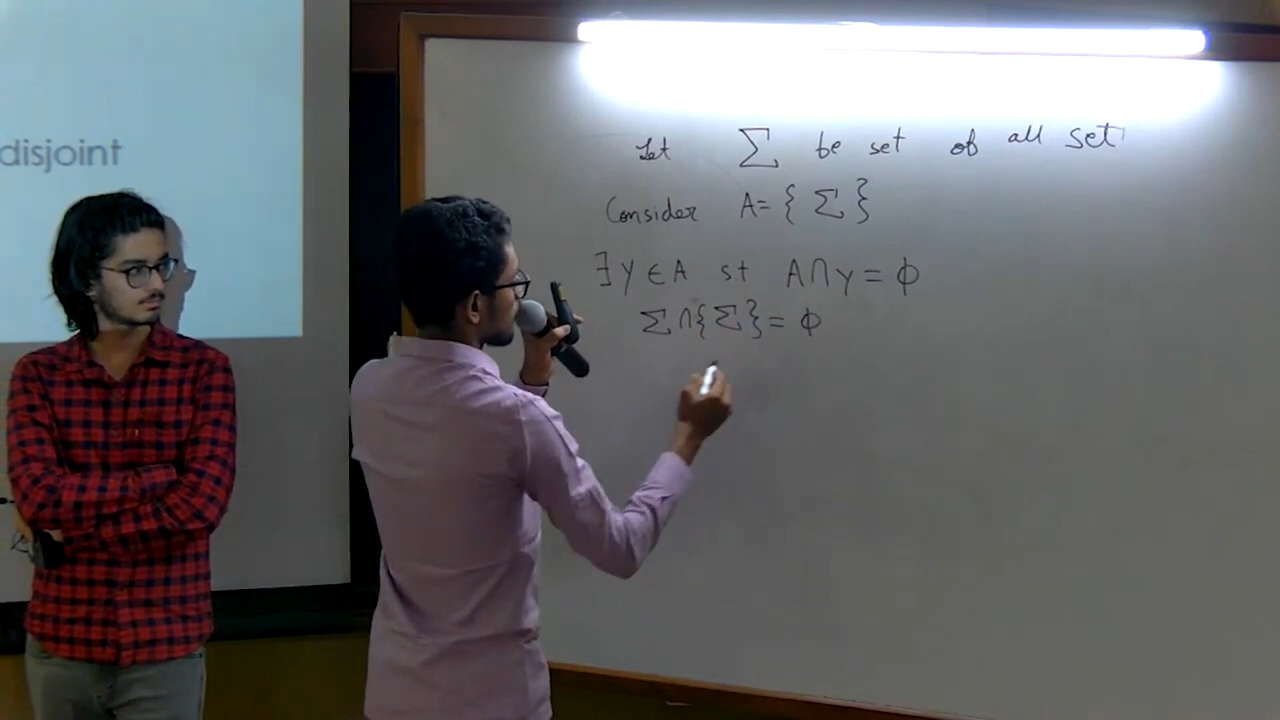 disjoint
Let Σ be set of all set
Consider A = { Σ }
∃ Y ∈ A st A ∩ Y = ϕ
Σ ∩ { Σ } = ϕ